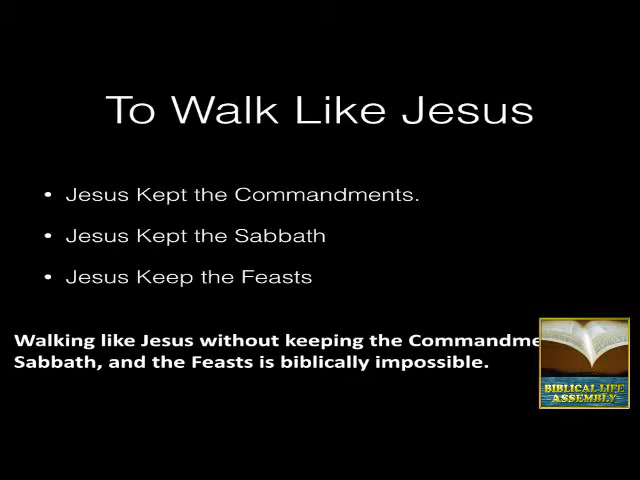 To Walk Like Jesus
• Jesus Kept the Commandments.
• Jesus Kept the Sabbath
• Jesus Keep the Feasts
Walking like Jesus without keeping the Commandme
Sabbath, and the Feasts is biblically impossible.
BIBLICAL LIFE
ASSEMBLY